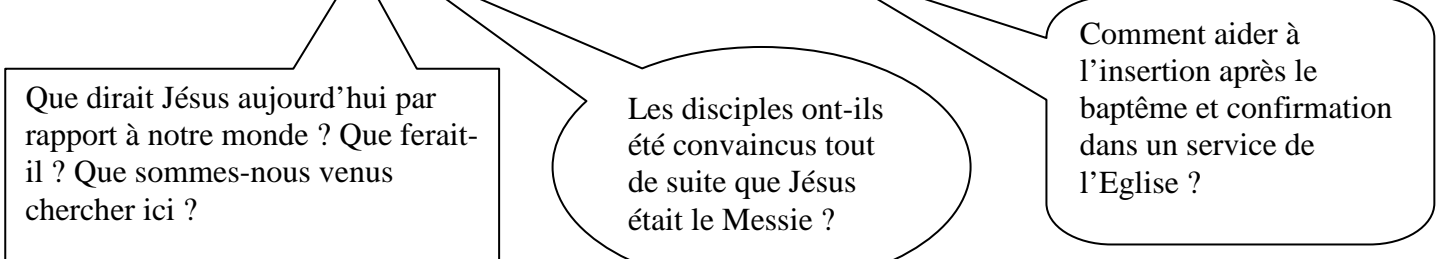 Que dirait Jésus aujourd’hui par
rapport à notre monde ? Que ferait-
il ? Que sommes-nous venus
chercher ici ?
Les disciples ont-ils
été convaincus tout
de suite que Jésus
était le Messie ?
Comment aider à
l’insertion après le
baptême et confirmation
dans un service de
l’Eglise ?